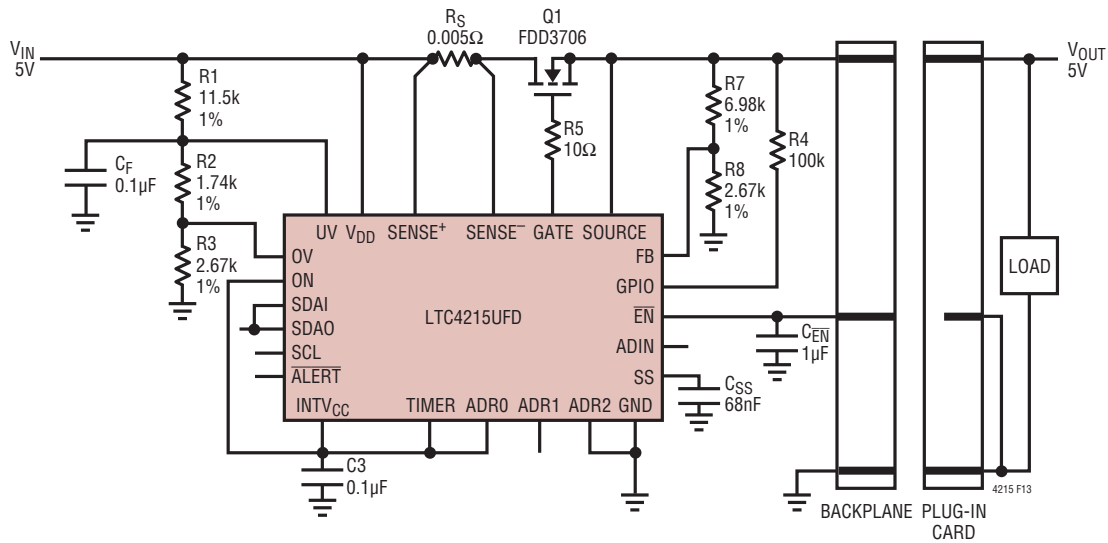 VIN
5V
RS
0.005Ω
Q1
FDD3706
VOUT
5V
R1
11.5k
1%
R7
6.98k
1%
R5
10Ω
R4
100k
CF
0.1µF
R2
1.74k
1%
R8
2.67k
1%
R3
2.67k
1%
UV VDD SENSE+ SENSE– GATE SOURCE
OV
ON
SDAI
SDAO
SCL
ALERT
INTVCC
TIMER ADR0 ADR1 ADR2 GND
FB
GPIO
EN
ADIN
SS
LTC4215UFD
LOAD
CEN
1µF
CSS
68nF
C3
0.1µF
4215 F13
BACKPLANE
PLUG-IN
CARD